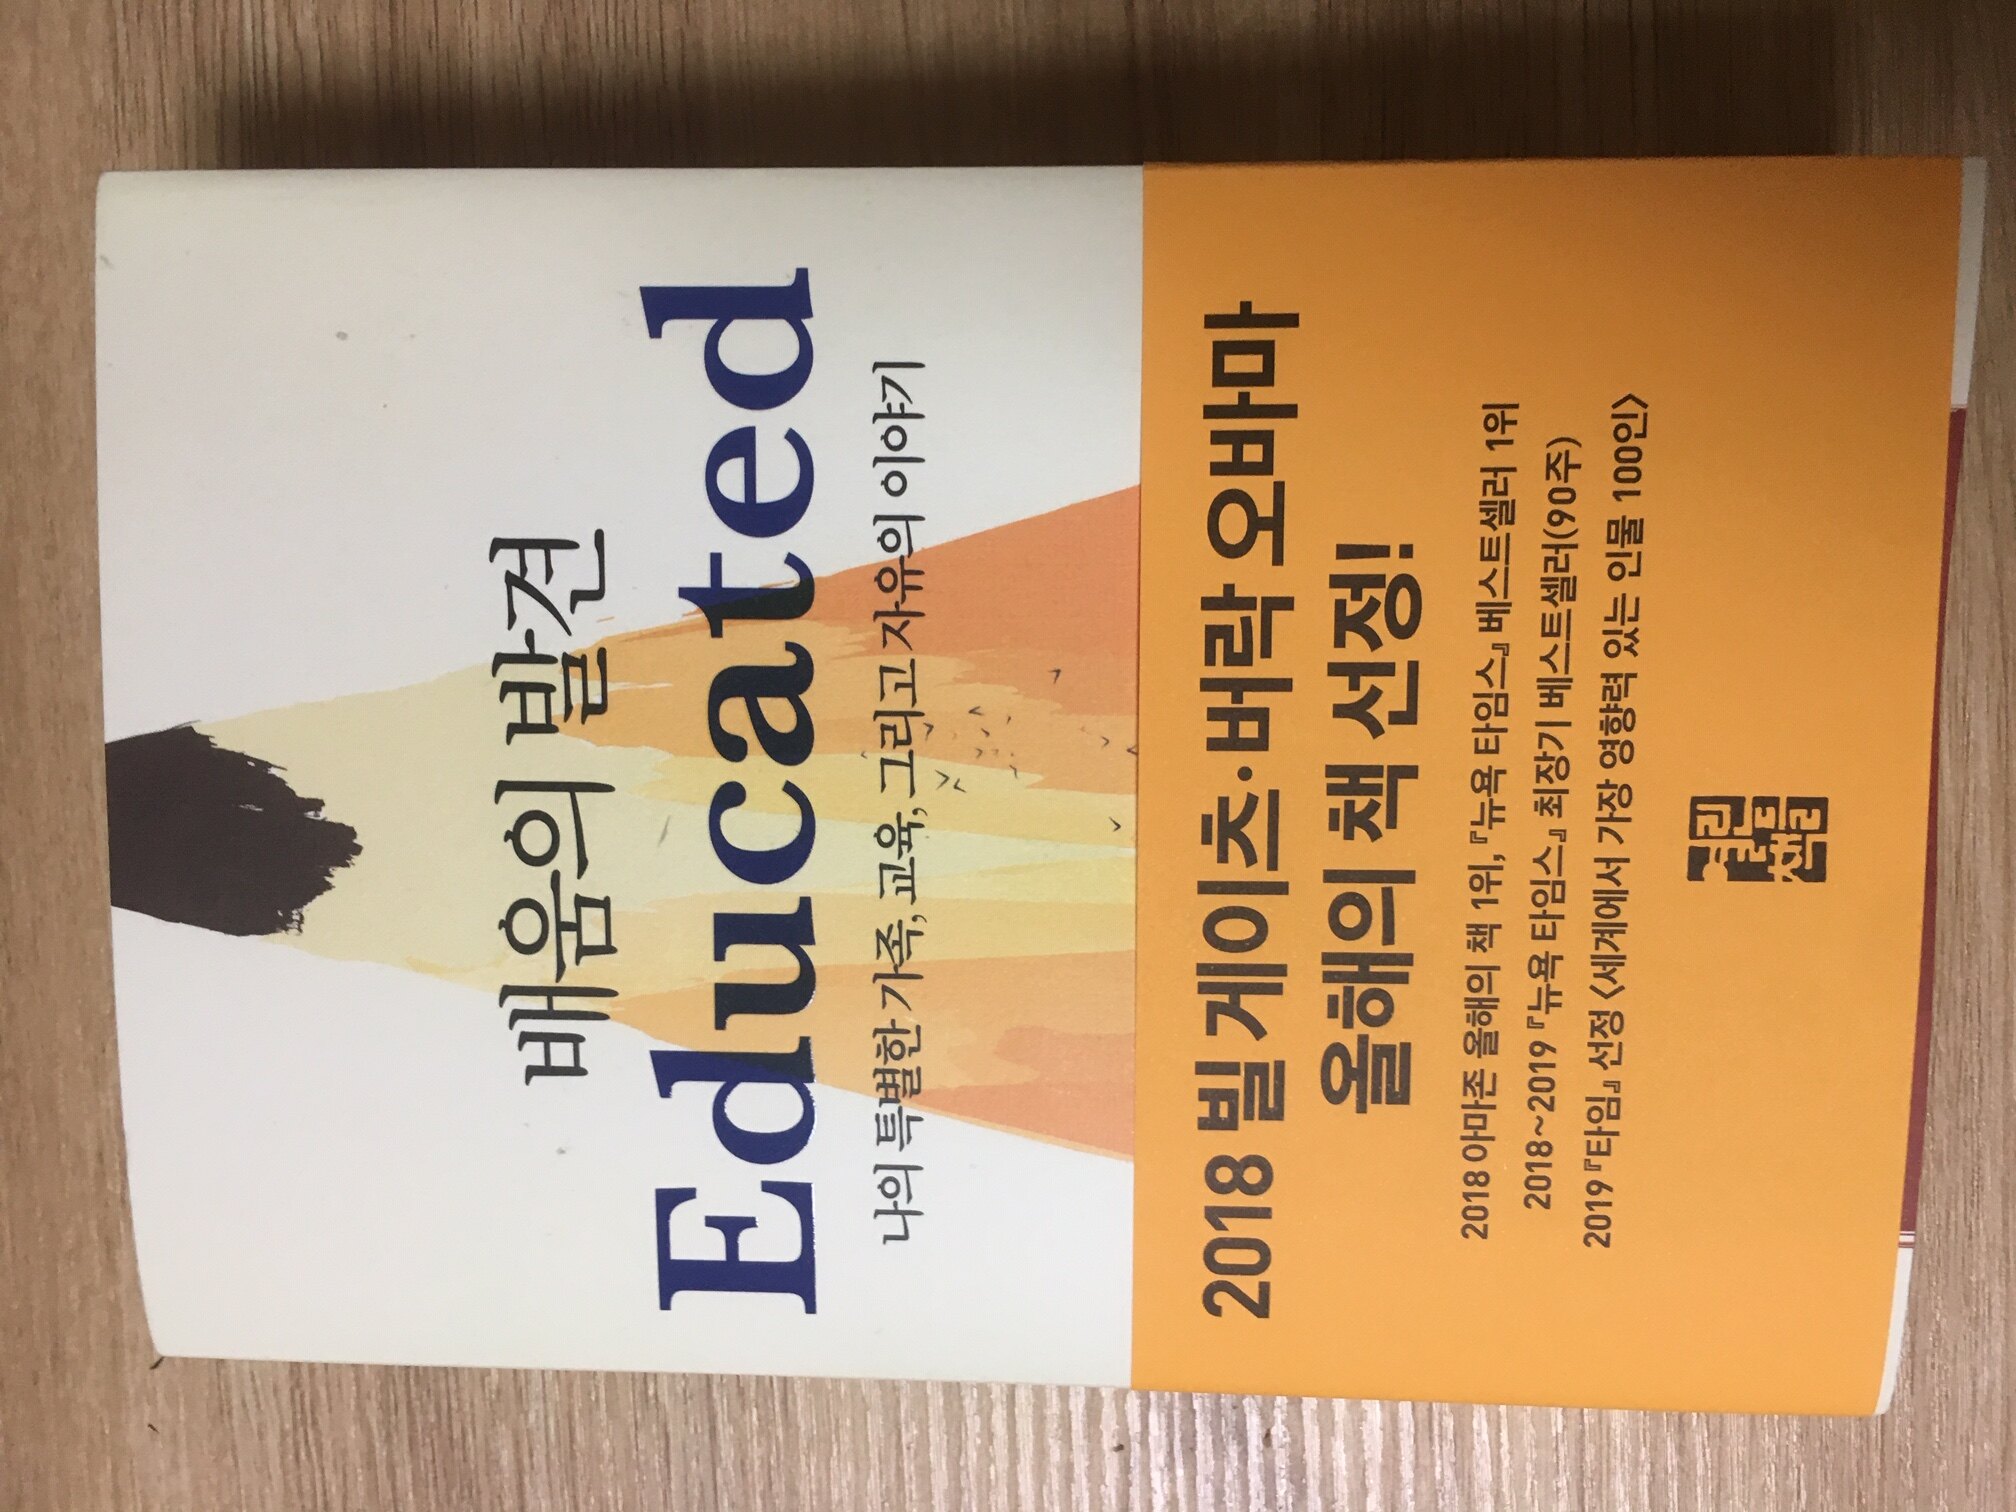 배움의 발견
Educated
나의 특별한 가족, 교육, 그리고 자유의 이야기
2018 빌 게이츠·버락 오바마
올해의 책 선정!
2018 아마존 올해의 책 1위, 『뉴욕 타임스』 베스트셀러 1위
2018~2019 『뉴욕 타임스』 최장기 베스트셀러(90주)
2019 『타임』 선정 〈세계에서 가장 영향력 있는 인물 100인〉
열린
책들